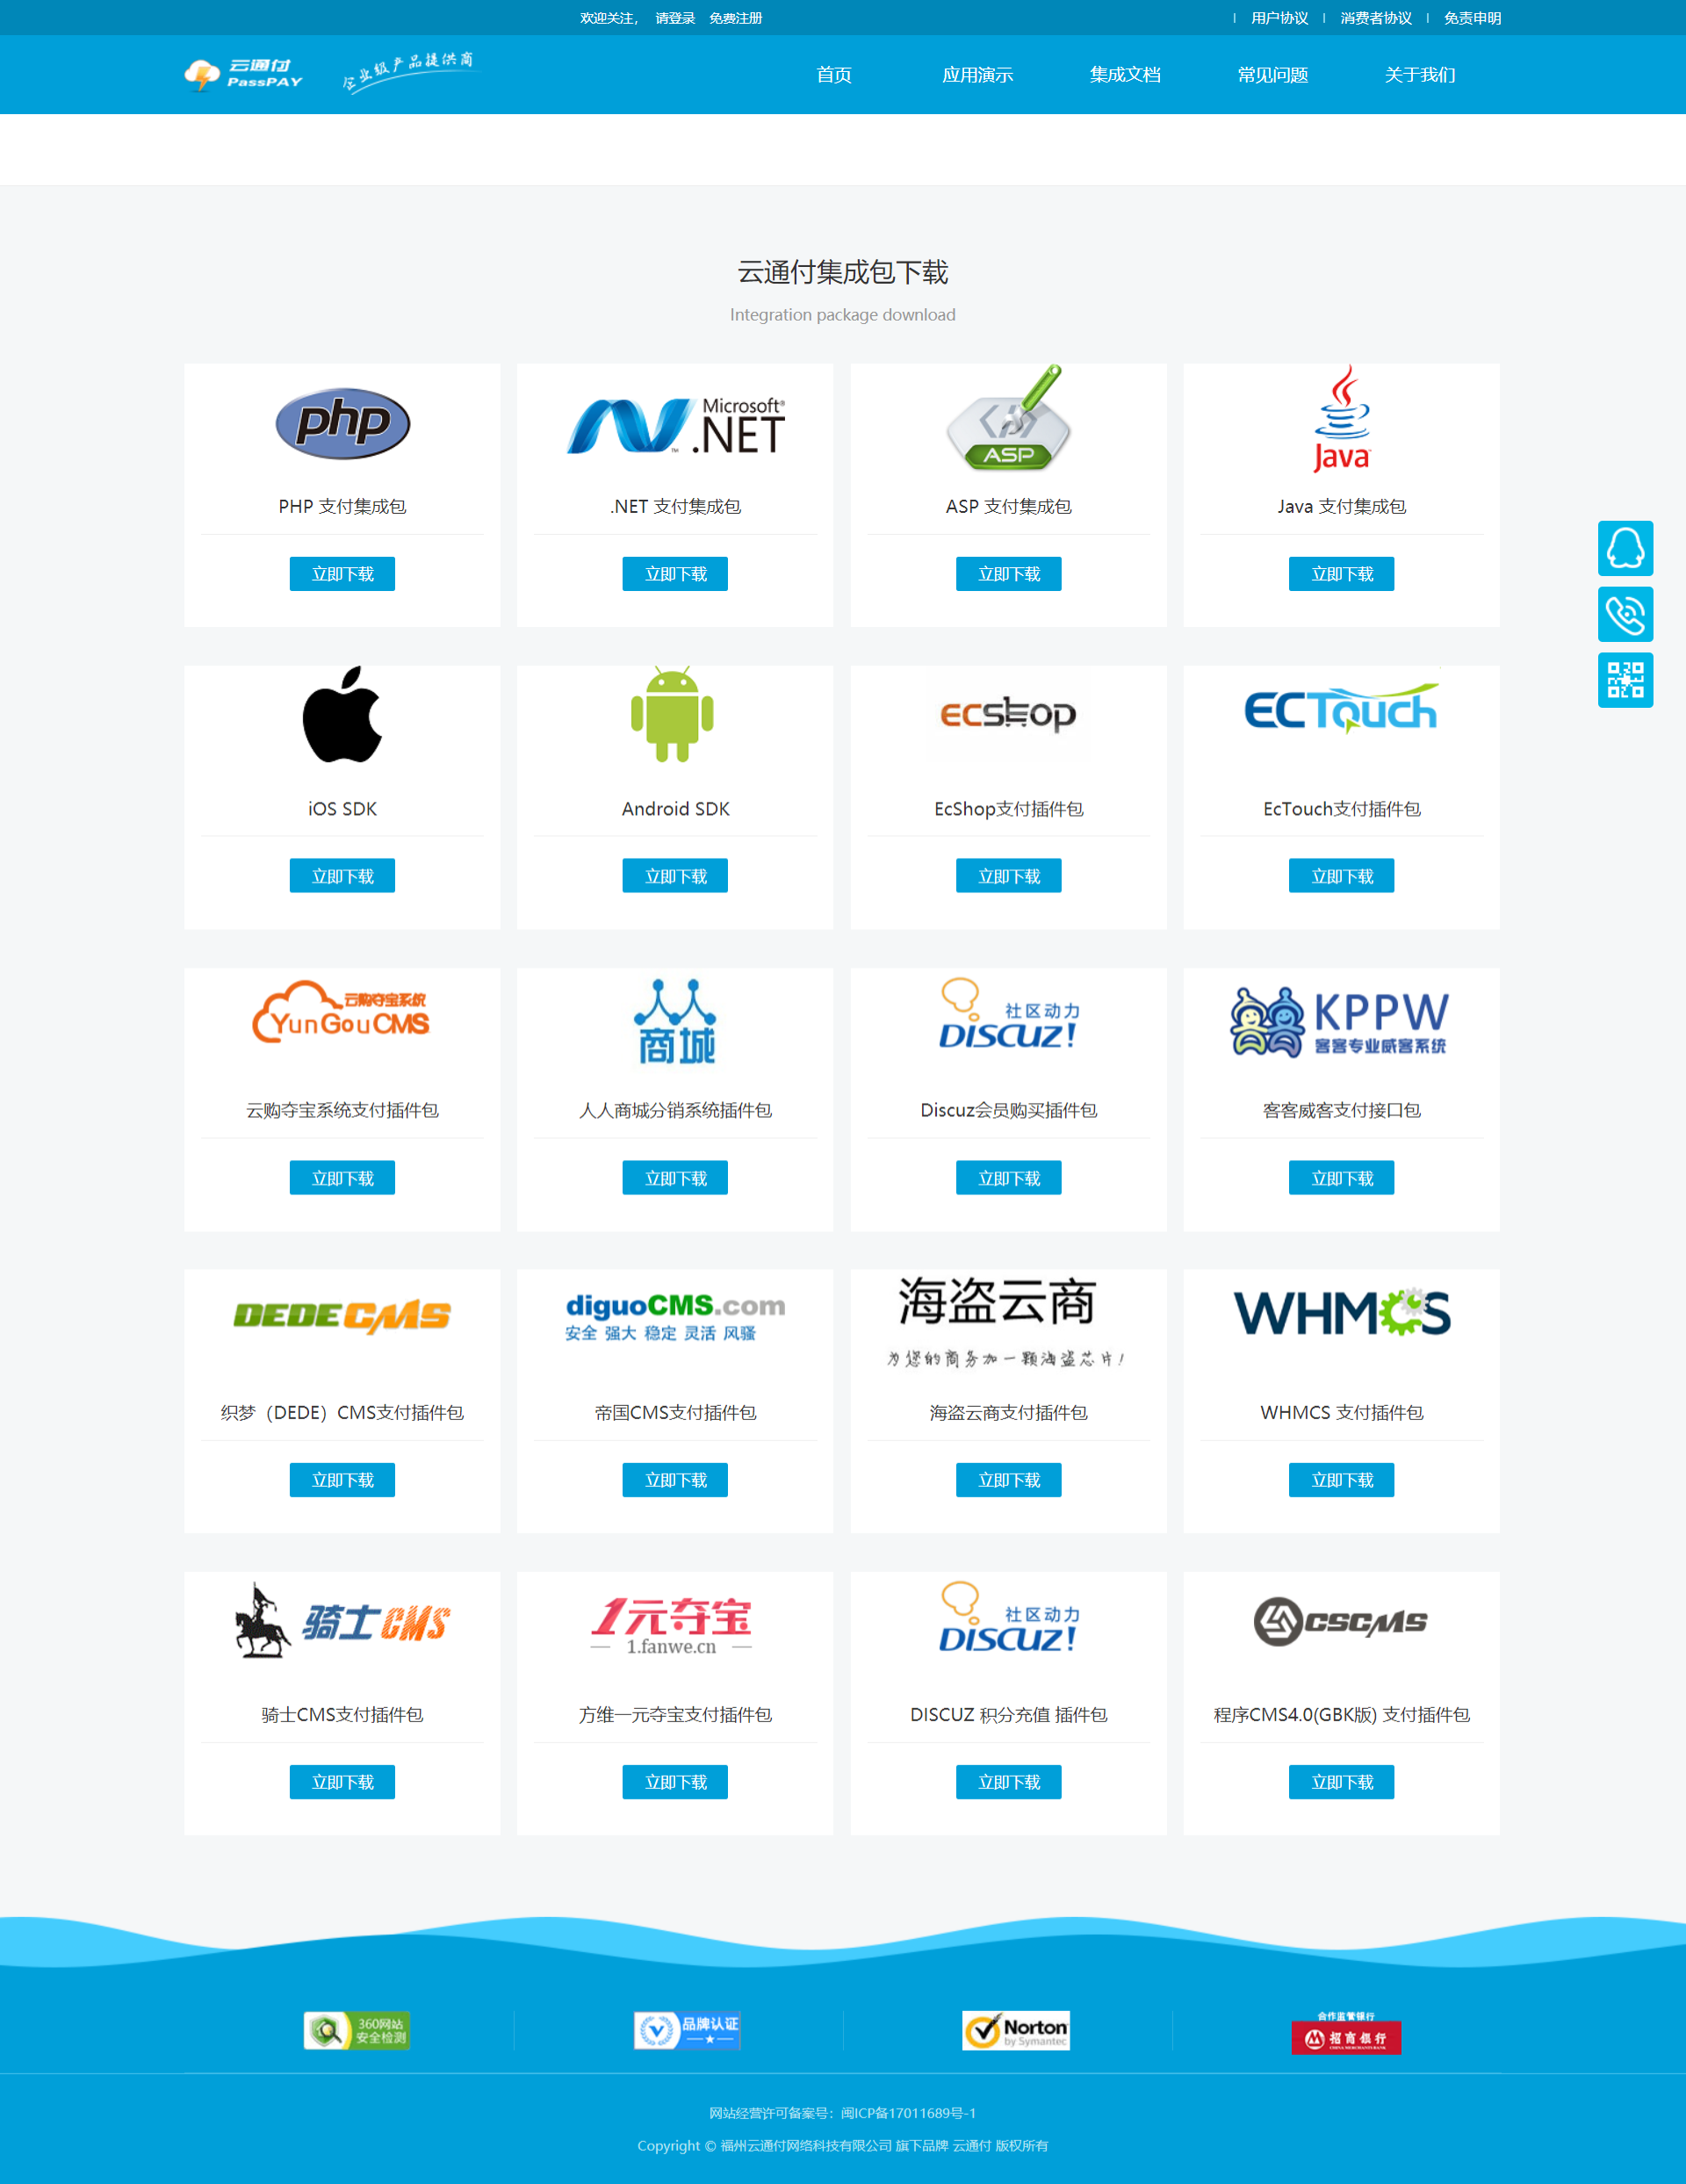 欢迎关注， 请登录 免费注册
| 用户协议 | 消费者协议 | 免责申明
云通付
PassPAY
企业级产品提供商
首页 应用演示 集成文档 常见问题 关于我们
云通付集成包下载
Integration package download
php
Microsoft®
.NET
ASP
Java
PHP 支付集成包
.NET 支付集成包
ASP 支付集成包
Java 支付集成包
立即下载
立即下载
立即下载
立即下载
ECshop
ECTouch
iOS SDK
Android SDK
EcShop支付插件包
EcTouch支付插件包
立即下载
立即下载
立即下载
立即下载
云购夺宝系统
YunGouCMS
商城
社区动力
DISCUZ!
KPPW
客客专业威客系统
云购夺宝系统支付插件包
人人商城分销系统插件包
Discuz会员购买插件包
客客威客支付接口包
立即下载
立即下载
立即下载
立即下载
DEDECMS
diguoCMS.com
安全 强大 稳定 灵活 风骚
海盗云商
为您的商务加一颗海盗芯片!
WHMCS
织梦（DEDE）CMS支付插件包
帝国CMS支付插件包
海盗云商支付插件包
WHMCS 支付插件包
立即下载
立即下载
立即下载
立即下载
骑士CMS
1元夺宝
1.fanwe.cn
社区动力
DISCUZ!
CSCMS
骑士CMS支付插件包
方维一元夺宝支付插件包
DISCUZ 积分充值 插件包
程序CMS4.0(GBK版) 支付插件包
立即下载
立即下载
立即下载
立即下载
360网站
安全检测
品牌认证
Norton
by Symantec
合作监管银行
招商银行
CHINA MERCHANTS BANK
网站经营许可备案号：闽ICP备17011689号-1
Copyright © 福州云通付网络科技有限公司 旗下品牌 云通付 版权所有